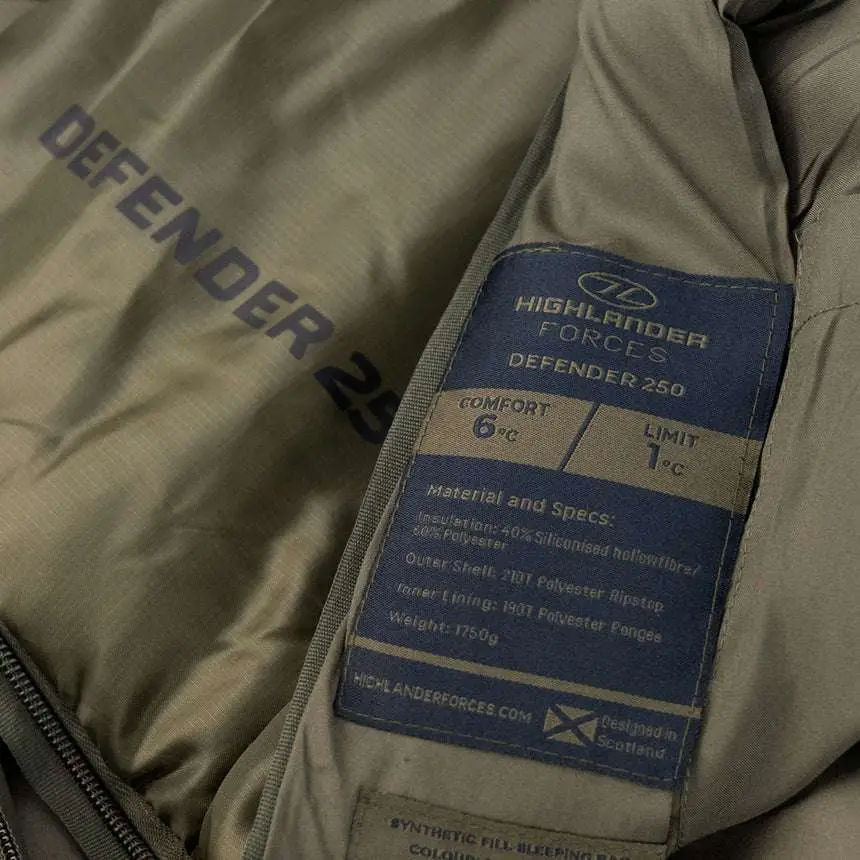 DEFENDER 25
HIGHLANDER
FORCES
DEFENDER 250
COMFORT
6°C
LIMIT
1°C
Material and Specs:
Insulation: 40% Siliconised hollowfibre/
60% Polyester
Outer Shell: 210T Polyester Ripstop
Inner Lining: 190T Polyester Pongee
Weight: 1750g
HIGHLANDERFORCES.COM
Designed in
Scotland
SYNTHETIC FILL SLEEPING BAG